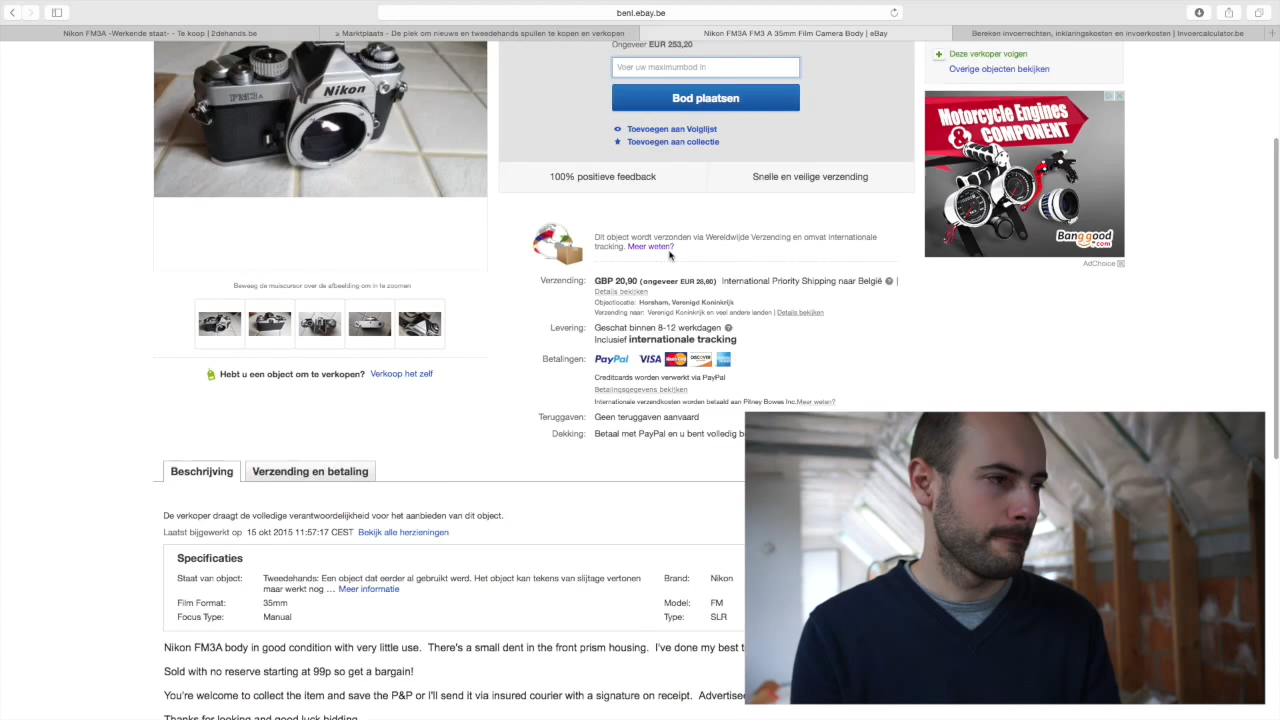 benl.ebay.be
Nikon FM3A -Werkende staat- - Te koop | 2dehands.be
Marktplaats - De plek om nieuwe en tweedehands spullen te kopen en verkopen
Nikon FM3A FM3 A 35mm Film Camera Body | eBay
Bereken invoerrechten, inklaringskosten en invoerkosten | Invoercalculator.be
FM3A
Nikon
Ongeveer EUR 253,20
Voer uw maximumbod in
Bod plaatsen
Toevoegen aan Volglijst
Toevoegen aan collectie
100% positieve feedback
Snelle en veilige verzending
Deze verkoper volgen
Overige objecten bekijken
Motorcycle Engines
& COMPONENT
Banggood
.com
AdChoice
Dit object wordt verzonden via Wereldwijde Verzending en omvat internationale
tracking. Meer weten?
Verzending: GBP 20,90 (ongeveer EUR 28,60) International Priority Shipping naar België |
Details bekijken
Objectlocatie: Horsham, Verenigd Koninkrijk
Verzending naar: Verenigd Koninkrijk en veel andere landen | Details bekijken
Levering: Geschat binnen 8-12 werkdagen
Inclusief internationale tracking
Betalingen: PayPal VISA MasterCard DISCOVER
Creditcards worden verwerkt via PayPal
Betalingsgegevens bekijken
Internationale verzendkosten worden betaald aan Pitney Bowes Inc. Meer weten?
Teruggaven: Geen teruggaven aanvaard
Dekking: Betaal met PayPal en u bent volledig b
Beweeg de muiscursor over de afbeelding om in te zoomen
Hebt u een object om te verkopen? Verkoop het zelf
Beschrijving
Verzending en betaling
De verkoper draagt de volledige verantwoordelijkheid voor het aanbieden van dit object.
Laatst bijgewerkt op 15 okt 2015 11:57:17 CEST Bekijk alle herzieningen
Specificaties
Staat van object: Tweedehands: Een object dat eerder al gebruikt werd. Het object kan tekens van slijtage vertonen
maar werkt nog ... Meer informatie
Brand: Nikon
Film Format: 35mm
Model: FM
Focus Type: Manual
Type: SLR
Nikon FM3A body in good condition with very little use. There's a small dent in the front prism housing. I've done my best t
Sold with no reserve starting at 99p so get a bargain!
You're welcome to collect the item and save the P&P or I'll send it via insured courier with a signature on receipt. Advertised
Thanks for looking and good luck bidding